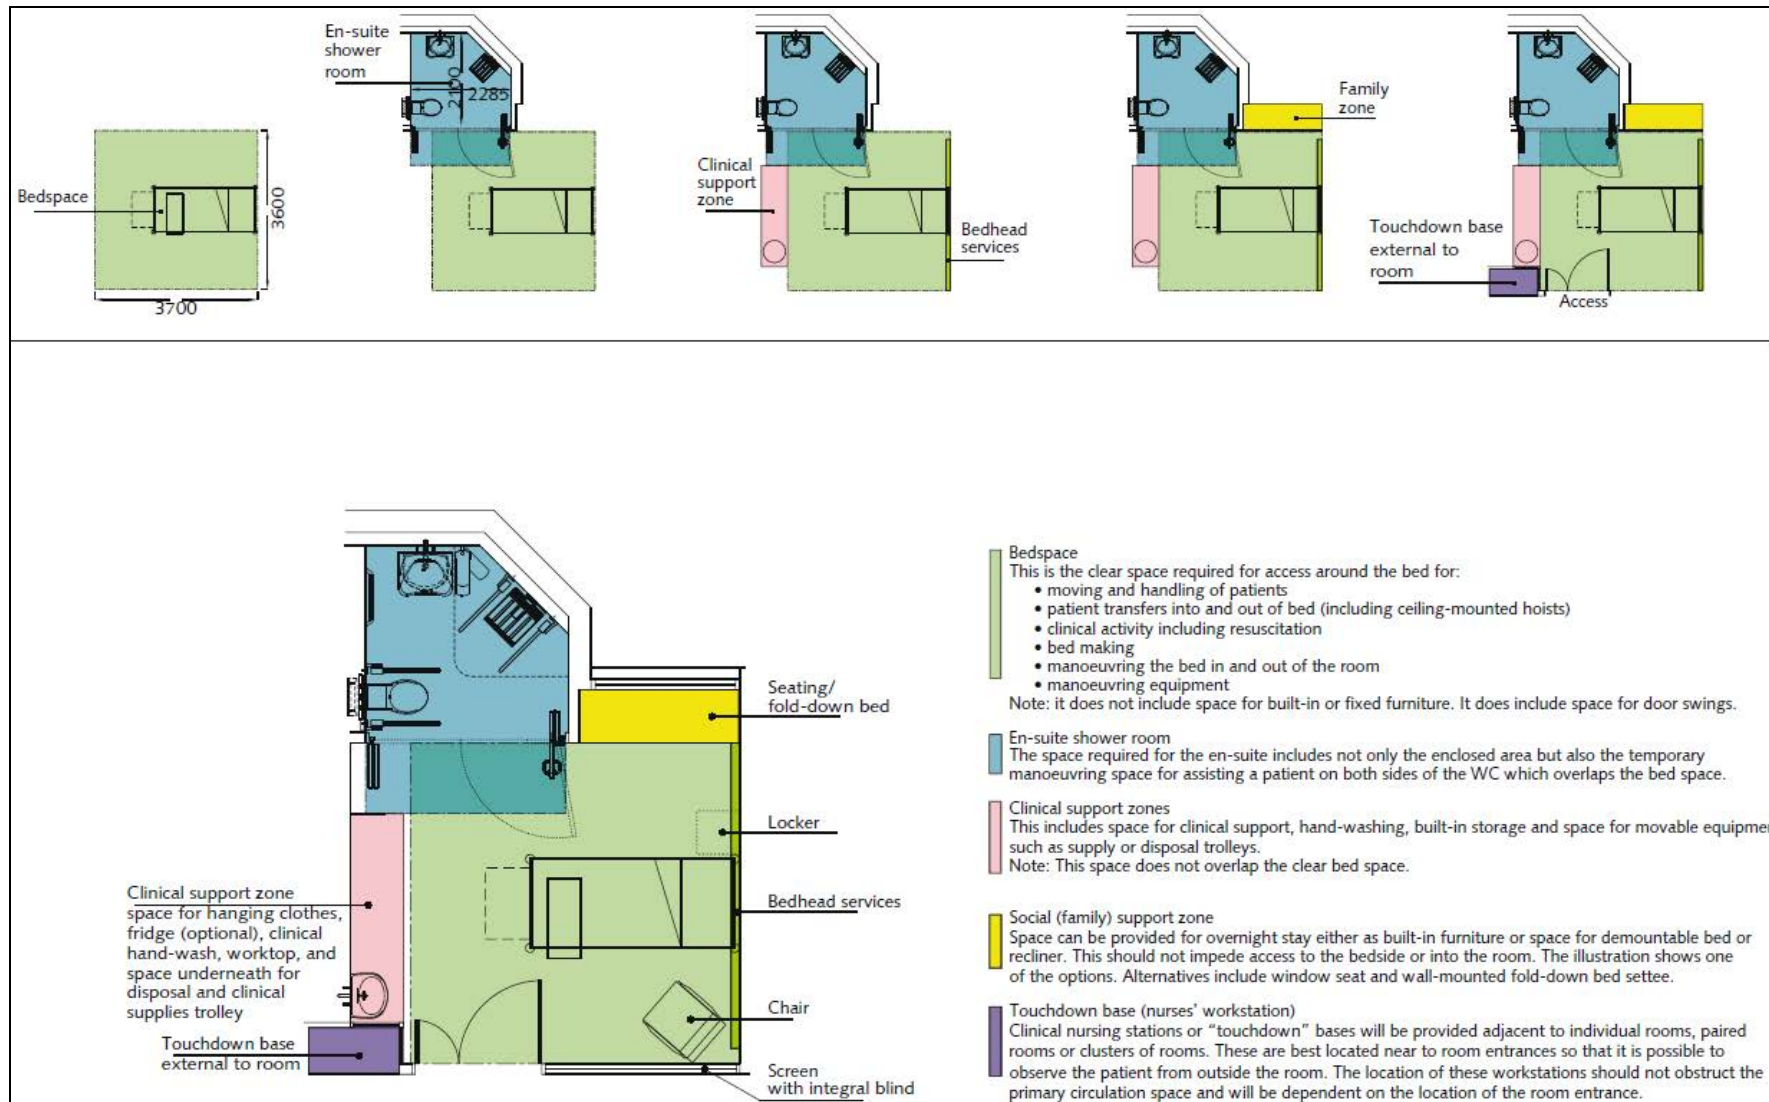 En-suite
shower
room
2100
2285
Bedspace
3600
3700
Clinical
support
zone
Bedhead
services
Family
zone
Touchdown base
external to
room
Access
Seating/
fold-down bed
Locker
Bedhead services
Chair
Screen
with integral blind
Clinical support zone
space for hanging clothes,
fridge (optional), clinical
hand-wash, worktop, and
space underneath for
disposal and clinical
supplies trolley
Touchdown base
external to room
Bedspace
This is the clear space required for access around the bed for:
• moving and handling of patients
• patient transfers into and out of bed (including ceiling-mounted hoists)
• clinical activity including resuscitation
• bed making
• manoeuvring the bed in and out of the room
• manoeuvring equipment
Note: it does not include space for built-in or fixed furniture. It does include space for door swings.
En-suite shower room
The space required for the en-suite includes not only the enclosed area but also the temporary
manoeuvring space for assisting a patient on both sides of the WC which overlaps the bed space.
Clinical support zones
This includes space for clinical support, hand-washing, built-in storage and space for movable equipme
such as supply or disposal trolleys.
Note: This space does not overlap the clear bed space.
Social (family) support zone
Space can be provided for overnight stay either as built-in furniture or space for demountable bed or
recliner. This should not impede access to the bedside or into the room. The illustration shows one
of the options. Alternatives include window seat and wall-mounted fold-down bed settee.
Touchdown base (nurses' workstation)
Clinical nursing stations or “touchdown” bases will be provided adjacent to individual rooms, paired
rooms or clusters of rooms. These are best located near to room entrances so that it is possible to
observe the patient from outside the room. The location of these workstations should not obstruct the
primary circulation space and will be dependent on the location of the room entrance.